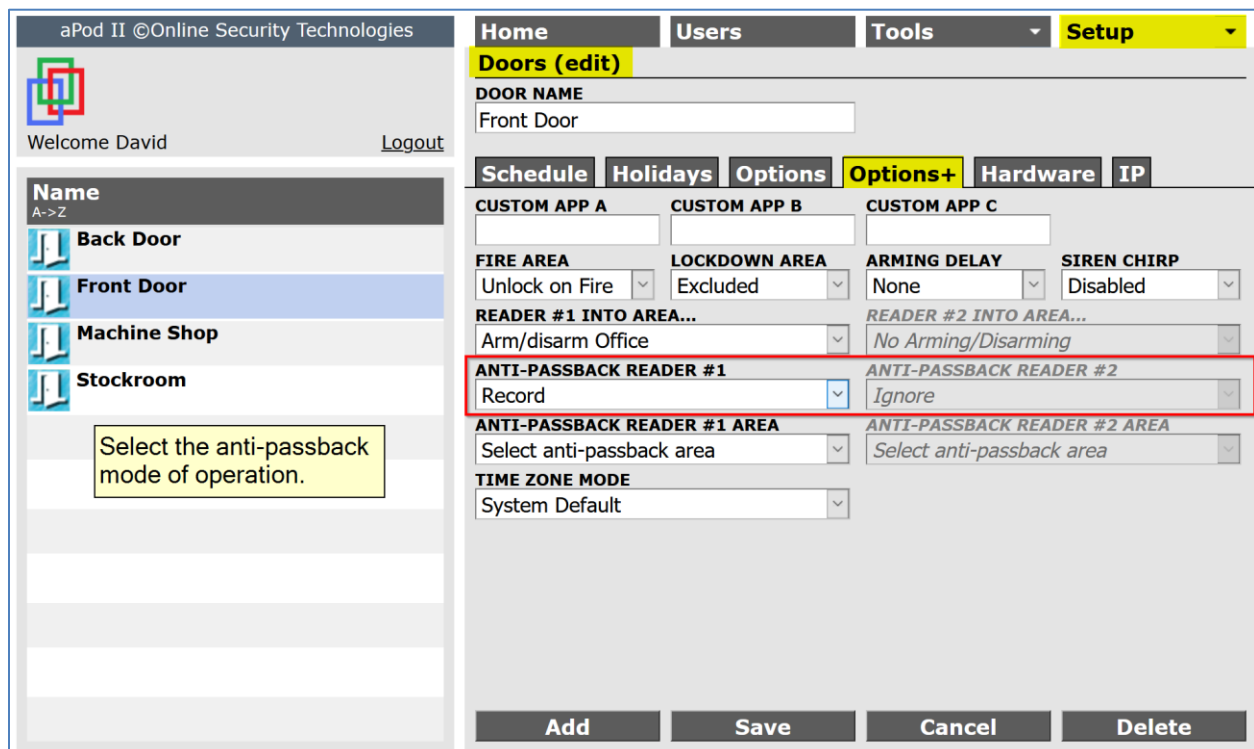 aPod II ©Online Security Technologies
Welcome David
Logout
Name
A->Z
Back Door
Front Door
Machine Shop
Stockroom
Select the anti-passback
mode of operation.
Home Users Tools Setup
Doors (edit)
DOOR NAME
Front Door
Schedule Holidays Options Options+ Hardware IP
CUSTOM APP A CUSTOM APP B CUSTOM APP C
FIRE AREA LOCKDOWN AREA ARMING DELAY SIREN CHIRP
Unlock on Fire Excluded None Disabled
READER #1 INTO AREA... READER #2 INTO AREA...
Arm/disarm Office No Arming/Disarming
ANTI-PASSBACK READER #1 ANTI-PASSBACK READER #2
Record Ignore
ANTI-PASSBACK READER #1 AREA ANTI-PASSBACK READER #2 AREA
Select anti-passback area Select anti-passback area
TIME ZONE MODE
System Default
Add Save Cancel Delete